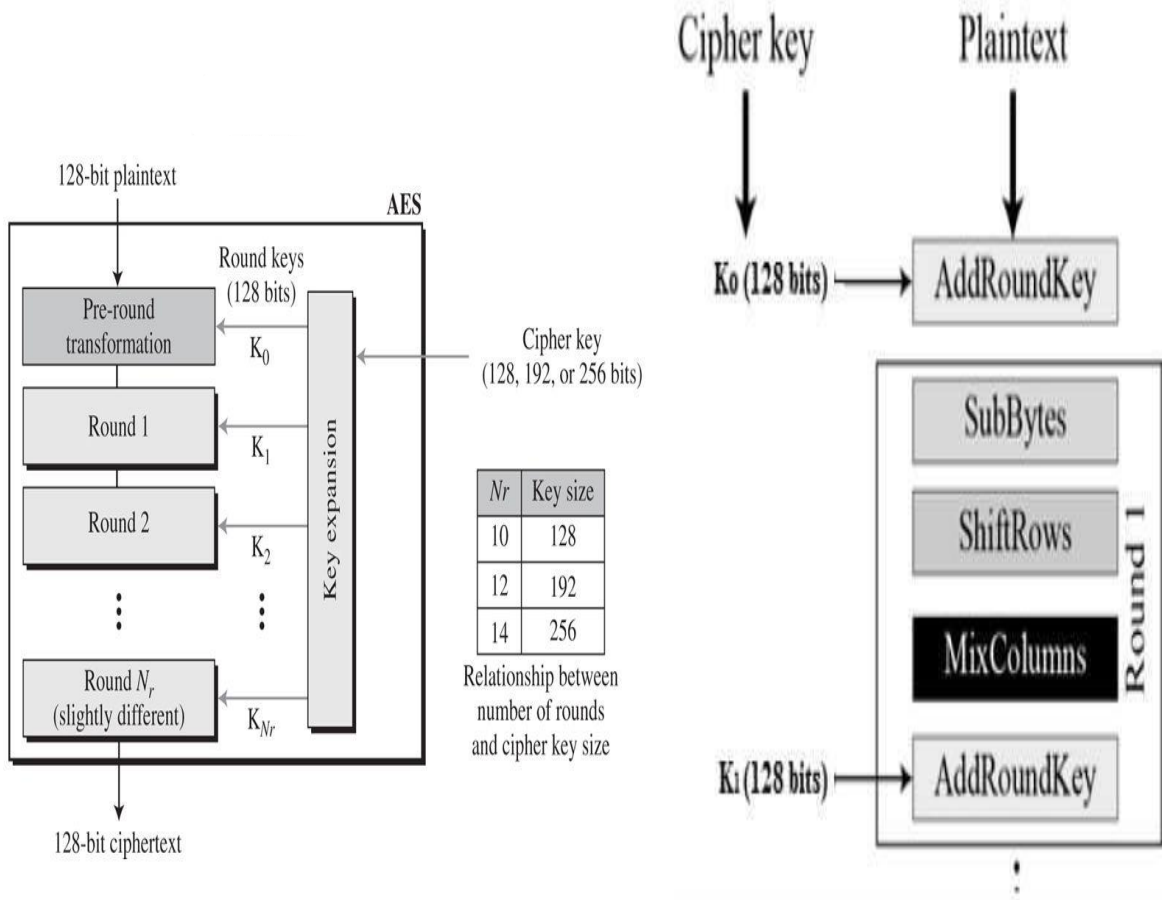 128-bit plaintext
AES
Round keys
(128 bits)
Pre-round
transformation
K0
Cipher key
(128, 192, or 256 bits)
Round 1
K1
Round 2
K2
Key expansion
Nr Key size
10 128
12 192
14 256
Relationship between
number of rounds
and cipher key size
Round Nr
(slightly different)
KNr
128-bit ciphertext
Cipher key
Plaintext
K0 (128 bits)
AddRoundKey
SubBytes
ShiftRows
MixColumns
Round 1
K1 (128 bits)
AddRoundKey